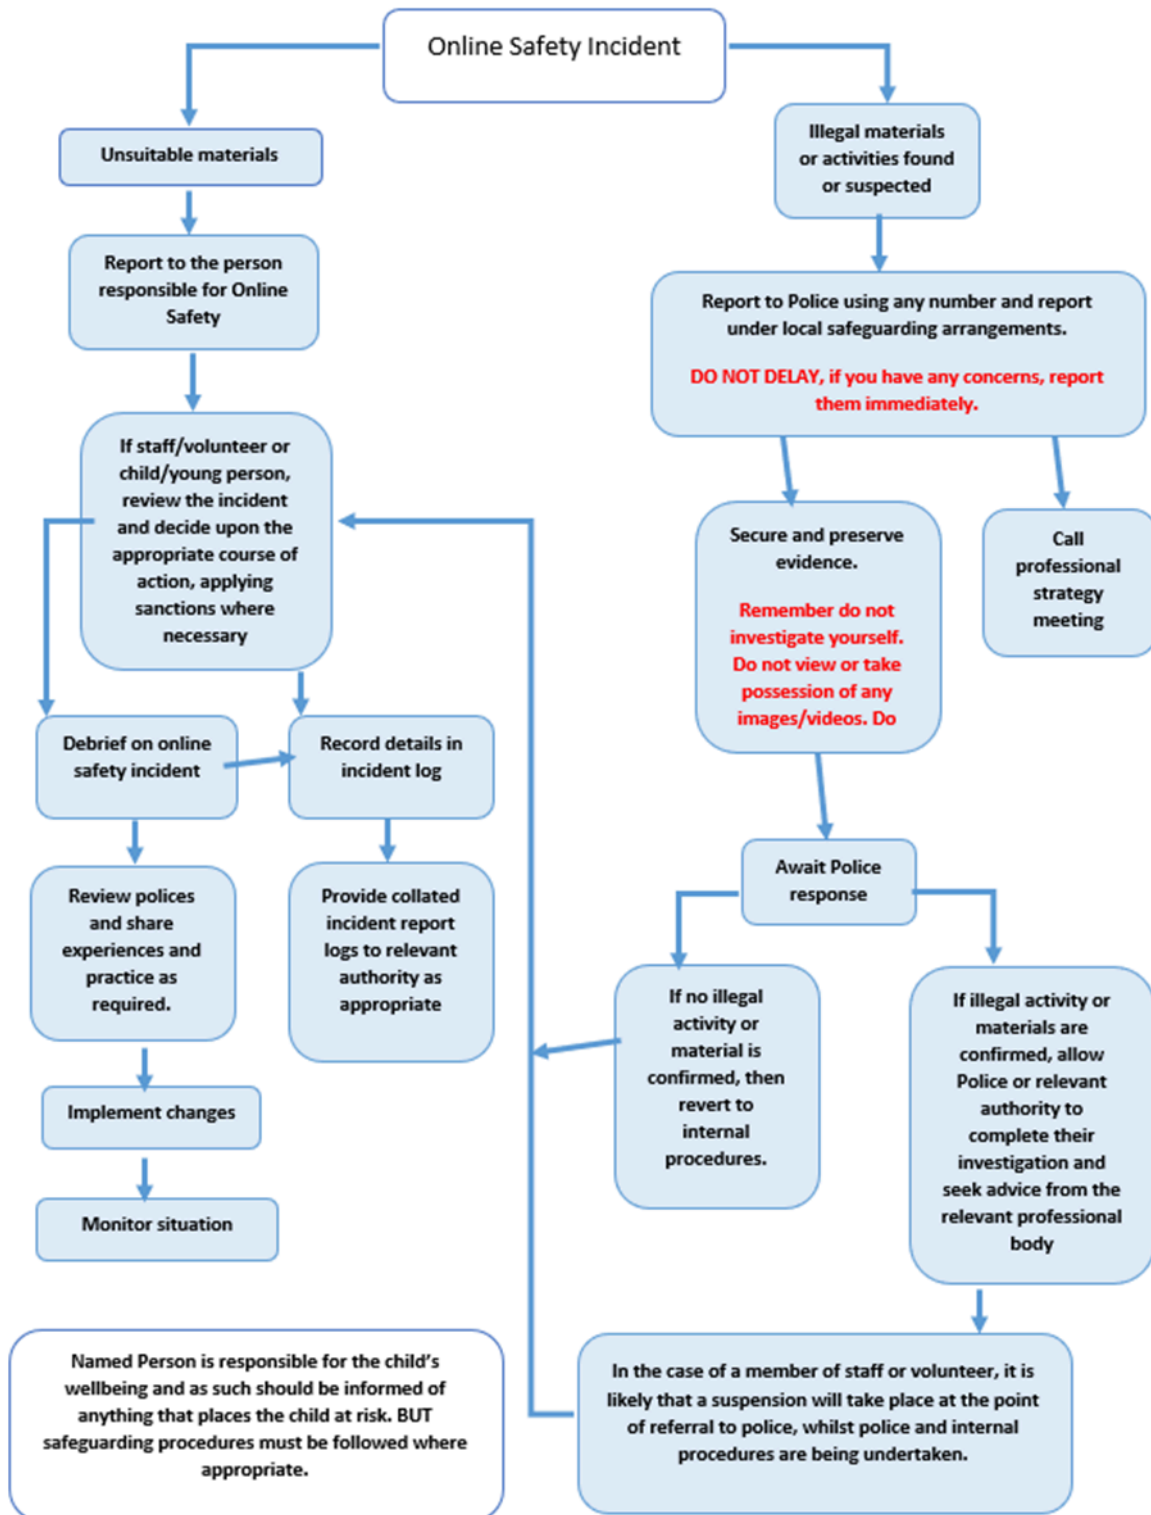 Online Safety Incident
Unsuitable materials
Report to the person
responsible for Online
Safety
If staff/volunteer or
child/young person,
review the incident
and decide upon the
appropriate course of
action, applying
sanctions where
necessary
Debrief on online
safety incident
Record details in
incident log
Review polices
and share
experiences and
practice as
required.
Provide collated
incident report
logs to relevant
authority as
appropriate
Implement changes
Monitor situation
Illegal materials
or activities found
or suspected
Report to Police using any number and report
under local safeguarding arrangements.
DO NOT DELAY, if you have any concerns, report
them immediately.
Secure and preserve
evidence.
Remember do not
investigate yourself.
Do not view or take
possession of any
images/videos. Do
Call
professional
strategy
meeting
Await Police
response
If no illegal
activity or
material is
confirmed, then
revert to
internal
procedures.
If illegal activity or
materials are
confirmed, allow
Police or relevant
authority to
complete their
investigation and
seek advice from the
relevant professional
body
In the case of a member of staff or volunteer, it is
likely that a suspension will take place at the point
of referral to police, whilst police and internal
procedures are being undertaken.
Named Person is responsible for the child's
wellbeing and as such should be informed of
anything that places the child at risk. BUT
safeguarding procedures must be followed where
appropriate.